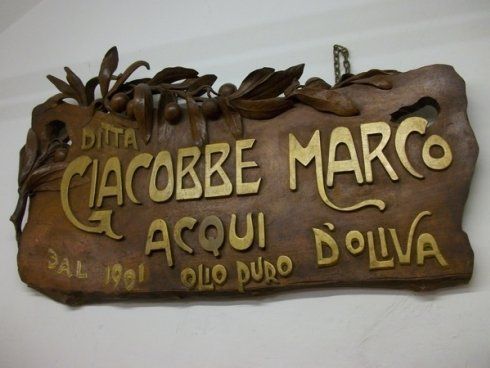 DITTA
GIACOBBE MARCO
ACQUI
DAL 1901 OLIO PURO D'OLIVA